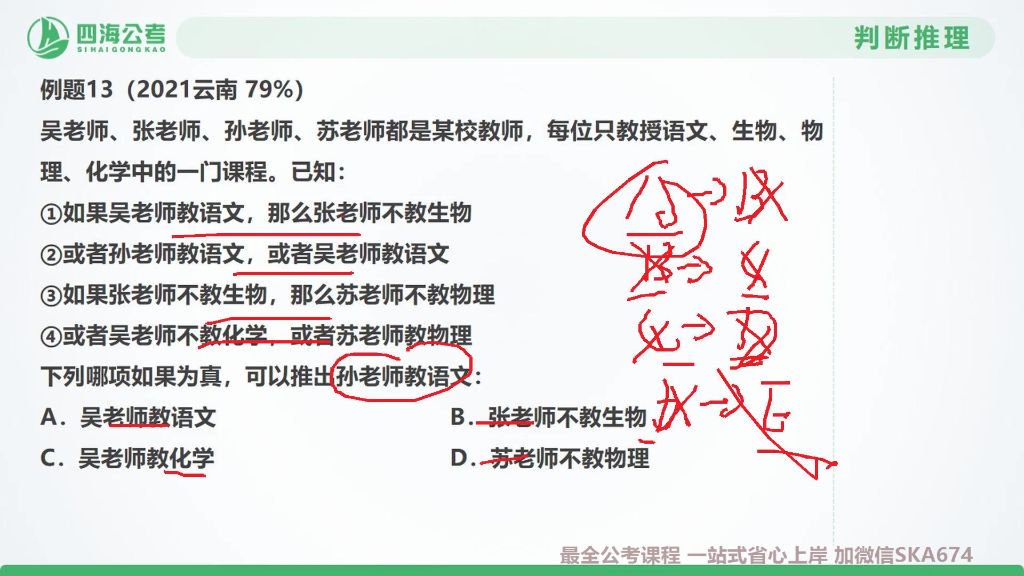 四海公考
SIHAIGONGKAO
判断推理
例题13（2021云南 79%）
吴老师、张老师、孙老师、苏老师都是某校教师，每位只教授语文、生物、物
理、化学中的一门课程。已知：
①如果吴老师教语文，那么张老师不教生物
②或者孙老师教语文，或者吴老师教语文
③如果张老师不教生物，那么苏老师不教物理
④或者吴老师不教化学，或者苏老师教物理
下列哪项如果为真，可以推出孙老师教语文：
A．吴老师教语文
B．张老师不教生物
C．吴老师教化学
D．苏老师不教物理
最全公考课程 一站式省心上岸 加微信SKA674